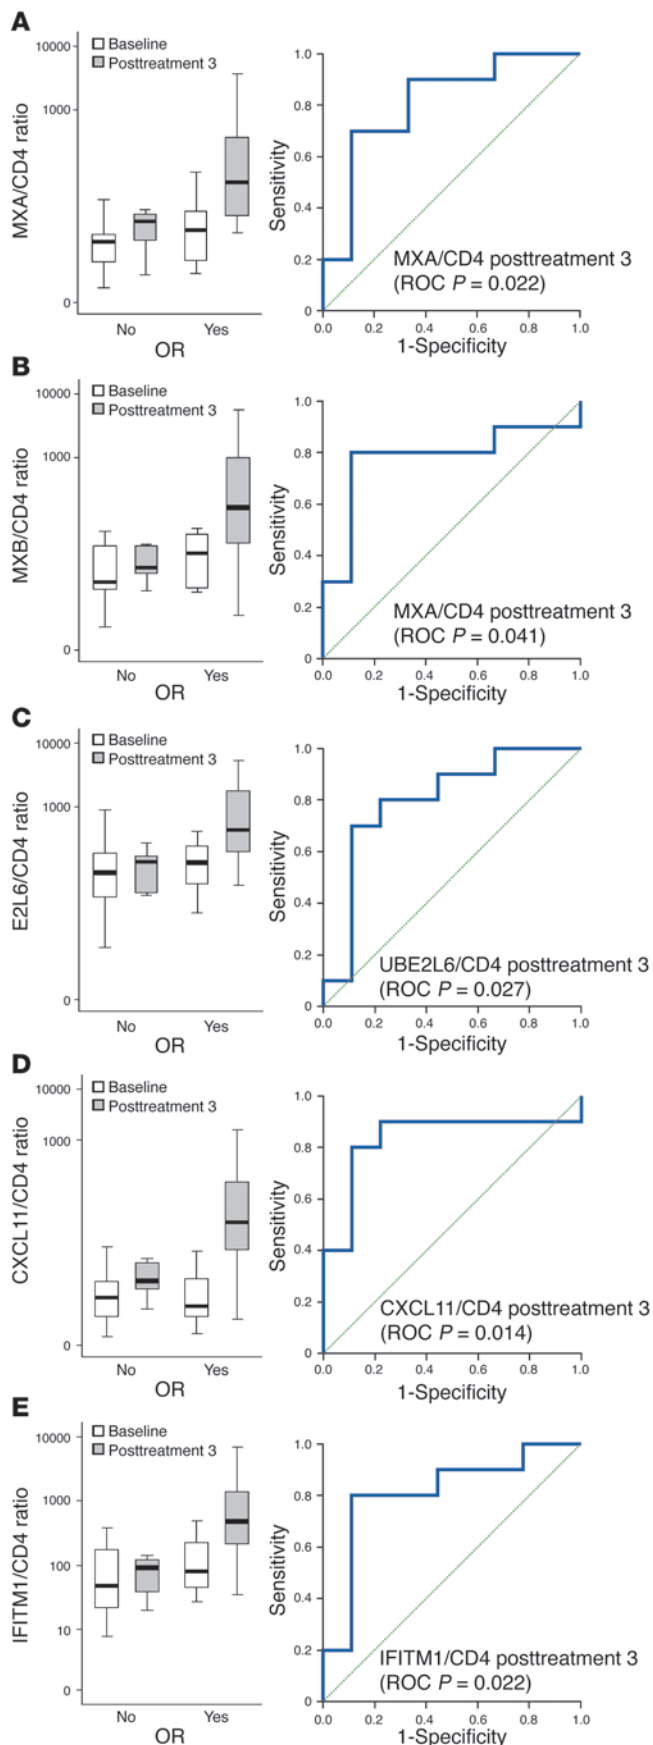 A
10000
1000
0
MXA/CD4 ratio
Baseline
Posttreatment 3
No
Yes
OR
1.0
0.8
0.6
0.4
0.2
0
Sensitivity
MXA/CD4 posttreatment 3
(ROC P = 0.022)
0.0
0.2
0.4
0.6
0.8
1.0
1-Specificity
B
10000
1000
0
MXB/CD4 ratio
Baseline
Posttreatment 3
No
Yes
OR
1.0
0.8
0.6
0.4
0.2
0
Sensitivity
MXA/CD4 posttreatment 3
(ROC P = 0.041)
0.0
0.2
0.4
0.6
0.8
1.0
1-Specificity
C
10000
1000
0
E2L6/CD4 ratio
Baseline
Posttreatment 3
No
Yes
OR
1.0
0.8
0.6
0.4
0.2
0
Sensitivity
UBE2L6/CD4 posttreatment 3
(ROC P = 0.027)
0.0
0.2
0.4
0.6
0.8
1.0
1-Specificity
D
10000
1000
0
CXCL11/CD4 ratio
Baseline
Posttreatment 3
No
Yes
OR
1.0
0.8
0.6
0.4
0.2
0
Sensitivity
CXCL11/CD4 posttreatment 3
(ROC P = 0.014)
0.0
0.2
0.4
0.6
0.8
1.0
1-Specificity
E
10000
1000
100
10
0
IFITM1/CD4 ratio
Baseline
Posttreatment 3
No
Yes
OR
1.0
0.8
0.6
0.4
0.2
0
Sensitivity
IFITM1/CD4 posttreatment 3
(ROC P = 0.022)
0.0
0.2
0.4
0.6
0.8
1.0
1-Specificity